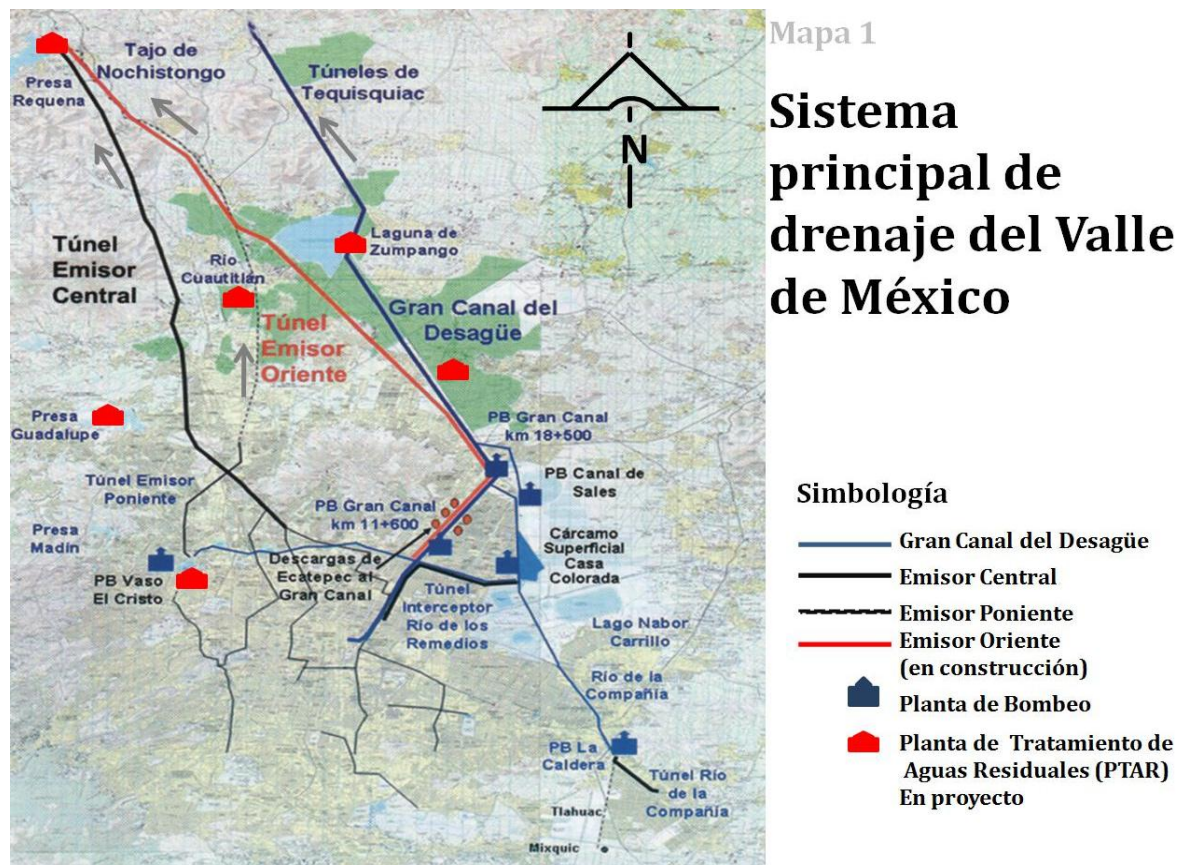 Mapa 1
Sistema
principal de
drenaje del Valle
de México
Tajo de
Nochistongo
Túneles de
Tequisquiac
Presa
Requena
N
Túnel
Emisor
Central
Río
Cuautitlán
Laguna de
Zumpango
Gran Canal del
Desagüe
Túnel
Emisor
Oriente
Presa
Guadalupe
PB Gran Canal
km 18+500
Túnel Emisor
Poniente
PB Canal de
Sales
PB Gran Canal
km 11+600
Presa
Madín
Descargas de
Ecatepec al
Gran Canal
Cárcamo
Superficial
Casa
Colorada
PB Vaso
El Cristo
Túnel
Interceptor
Río de los
Remedios
Lago Nabor
Carrillo
Río de la
Compañía
PB La
Caldera
Túnel Río
de la
Compañía
Tlahuac
Mixquic
Simbología
Gran Canal del Desagüe
Emisor Central
Emisor Poniente
Emisor Oriente
(en construcción)
Planta de Bombeo
Planta de Tratamiento de
Aguas Residuales (PTAR)
En proyecto